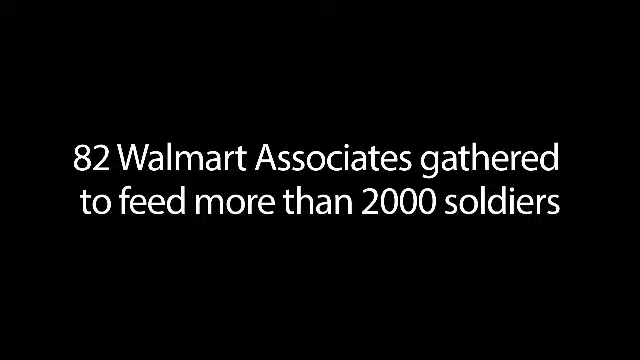 82 Walmart Associates gathered
to feed more than 2000 soldiers